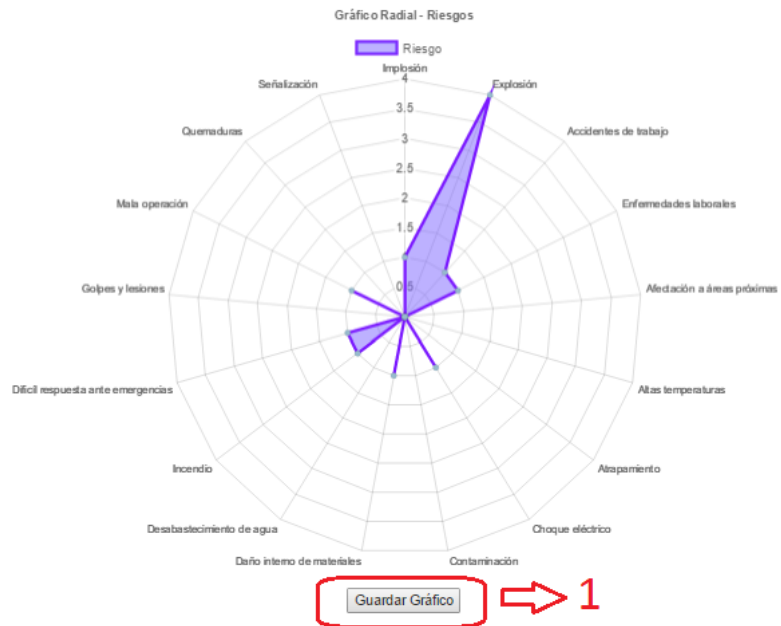 Gráfico Radial - Riesgos
Riesgo
Implosión
Explosión
Accidentes de trabajo
Enfermedades laborales
Afectación a áreas próximas
Altas temperaturas
Atrapamiento
Choque eléctrico
Contaminación
Daño interno de materiales
Desabastecimiento de agua
Incendio
Dificil respuesta ante emergencias
Golpes y lesiones
Mala operación
Quemaduras
Señalización
4
3.5
3
2.5
2
1.5
0.5
Guardar Gráfico
1